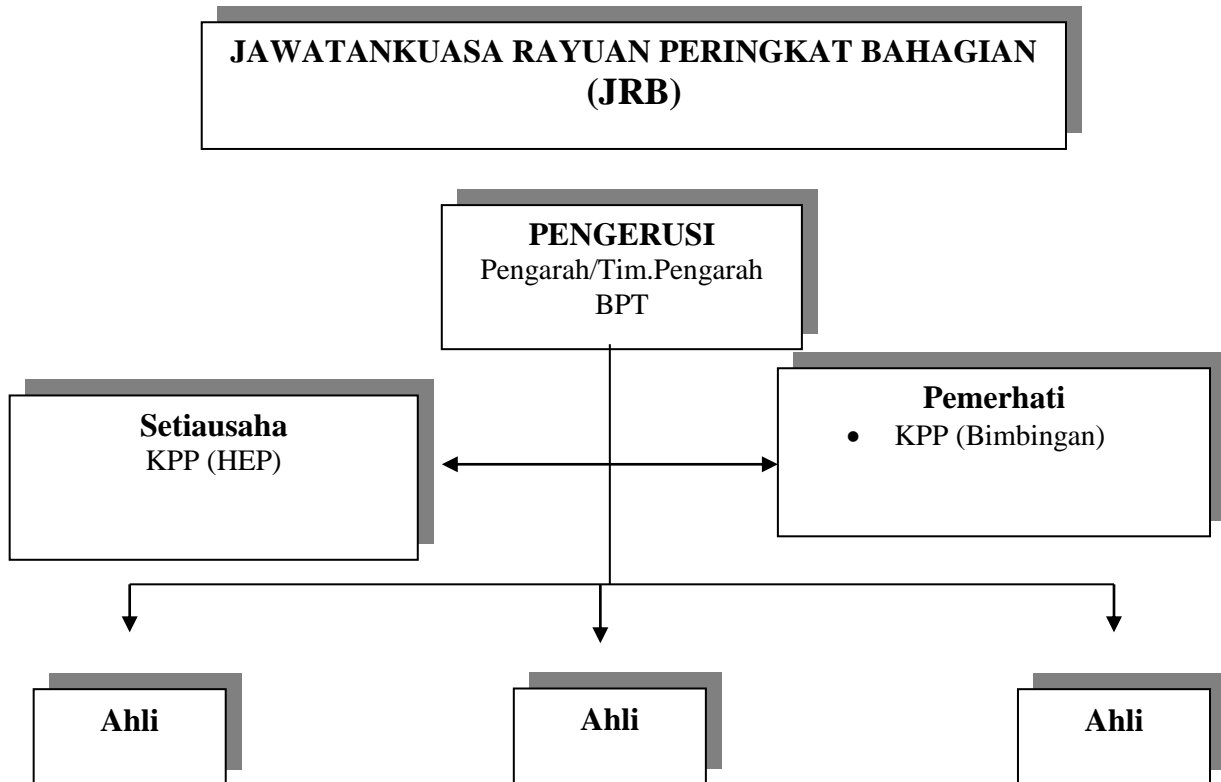 JAWATANKUASA RAYUAN PERINGKAT BAHAGIAN
(JRB)
PENGERUSI
Pengarah/Tim.Pengarah
BPT
Setiausaha
KPP (HEP)
Pemerhati
• KPP (Bimbingan)
Ahli
Ahli
Ahli